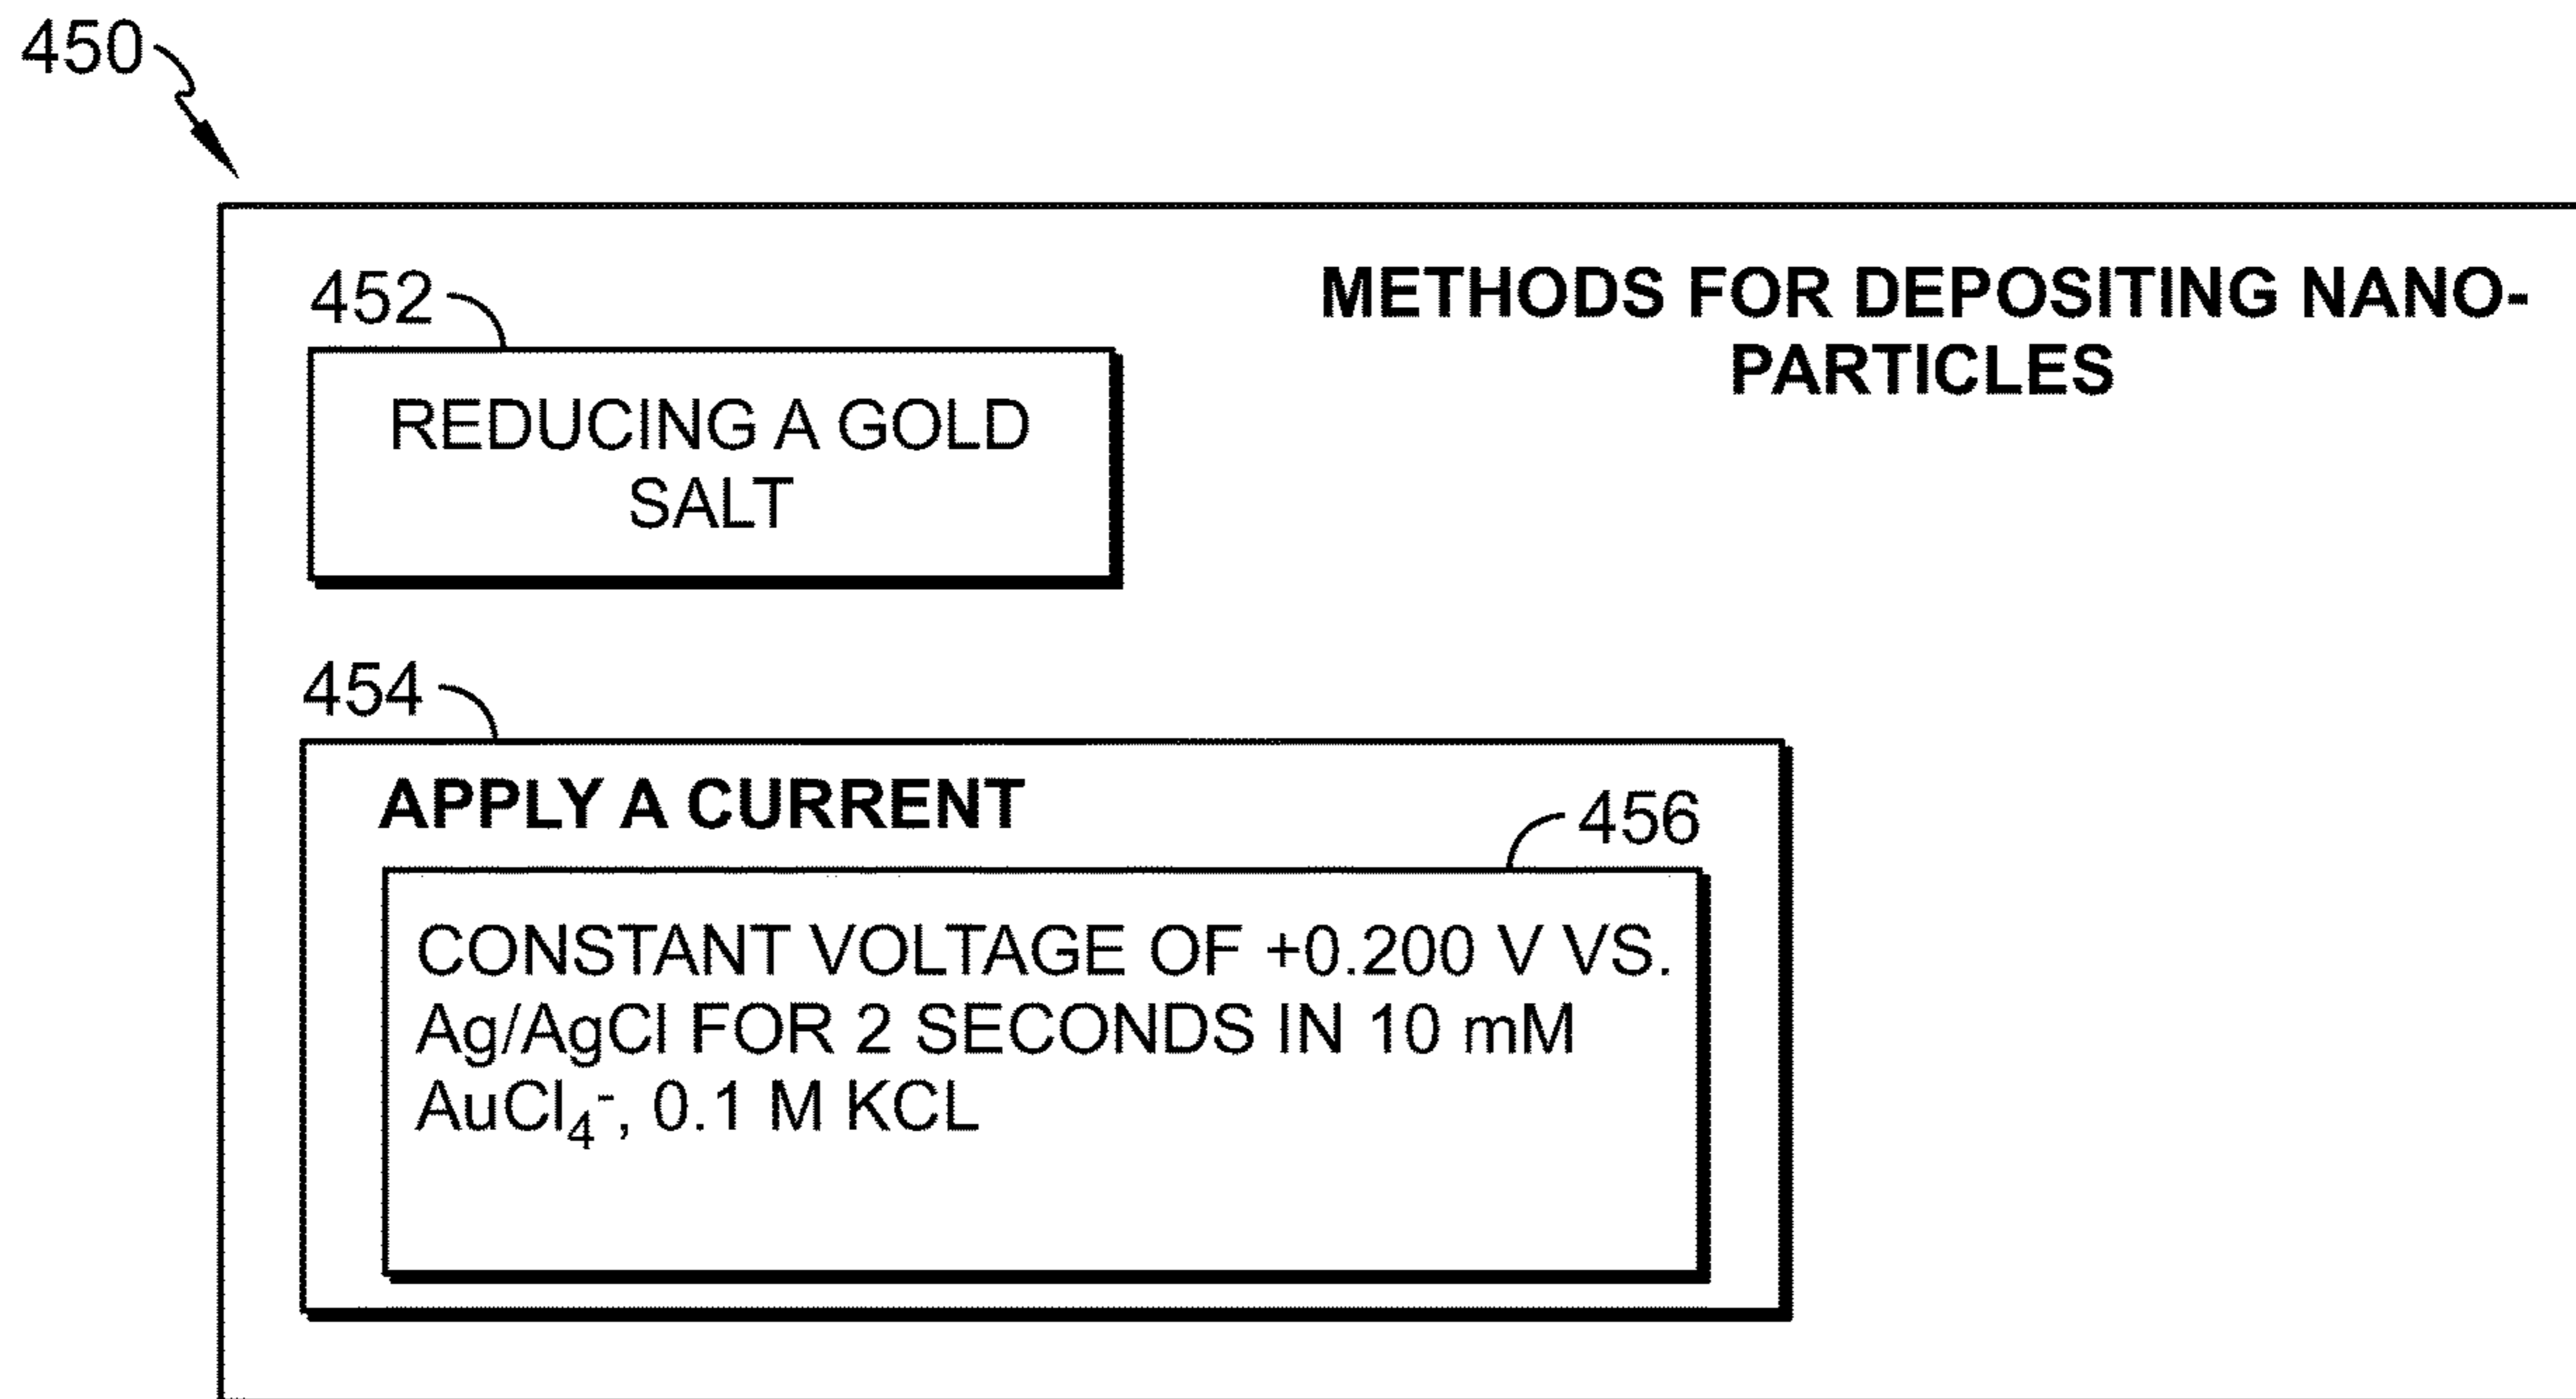 450
452
METHODS FOR DEPOSITING NANO-
PARTICLES
REDUCING A GOLD
SALT
454
APPLY A CURRENT
456
CONSTANT VOLTAGE OF +0.200 V VS.
Ag/AgCl FOR 2 SECONDS IN 10 mM
AuCl₄⁻, 0.1 M KCL